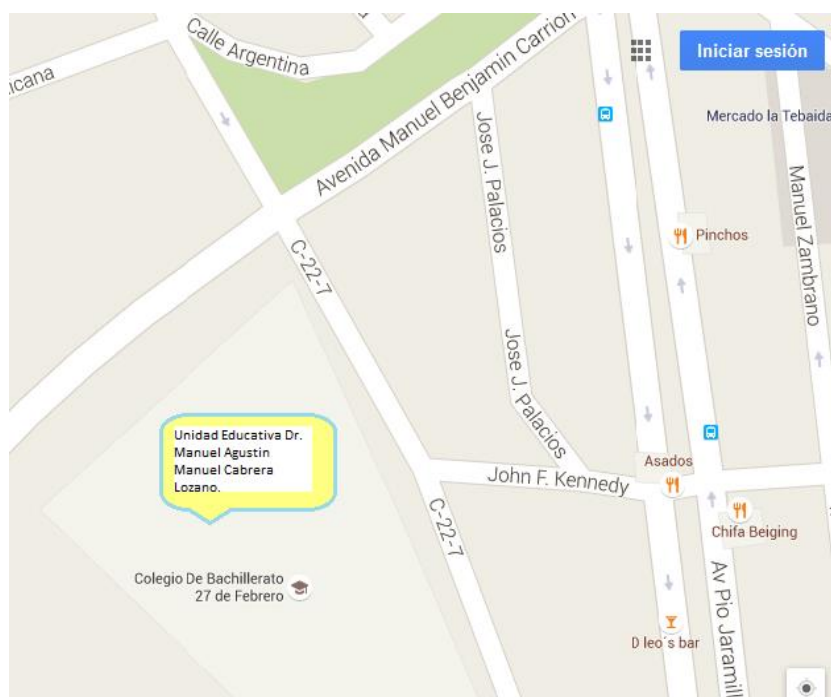 Calle Argentina
icana
Iniciar sesión
Avenida Manuel Benjamin Carrion
Mercado la Tebaida
Jose J. Palacios
Manuel Zambrano
Pinchos
C-22-7
Jose J. Palacios
Unidad Educativa Dr.
Manuel Agustin
Manuel Cabrera
Lozano.
Asados
John F. Kennedy
C-22-7
Chifa Beiging
Colegio De Bachillerato
27 de Febrero
Av Pio Jaramill
D leo´s bar